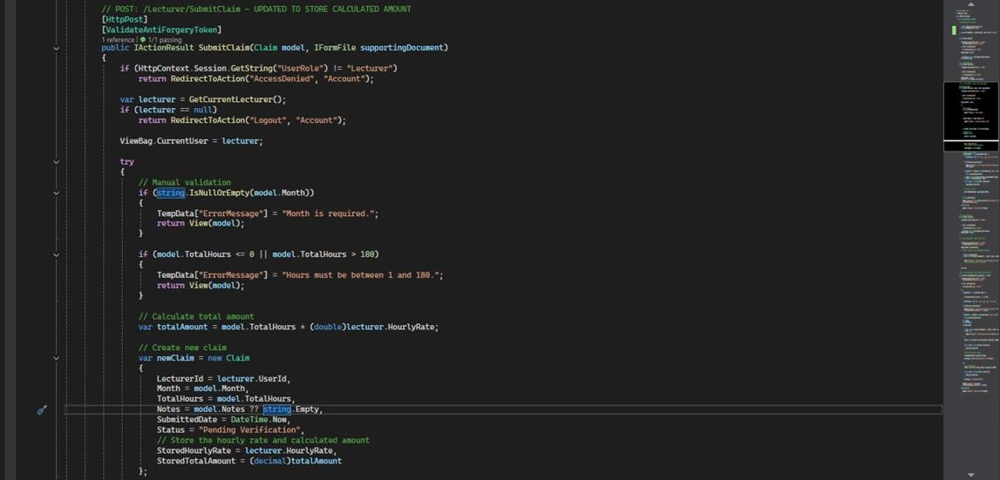 // POST: /Lecturer/SubmitClaim - UPDATED TO STORE CALCULATED AMOUNT
[HttpPost]
[ValidateAntiForgeryToken]
1 reference | 1/1 passing
public IActionResult SubmitClaim(Claim model, IFormFile supportingDocument)
{
if (HttpContext.Session.GetString("UserRole") != "Lecturer")
return RedirectToAction("AccessDenied", "Account");
var lecturer = GetCurrentLecturer();
if (lecturer == null)
return RedirectToAction("Logout", "Account");
ViewBag.CurrentUser = lecturer;
try
{
// Manual validation
if (string.IsNullOrEmpty(model.Month))
{
TempData["ErrorMessage"] = "Month is required.";
return View(model);
}
if (model.TotalHours <= 0 || model.TotalHours > 180)
{
TempData["ErrorMessage"] = "Hours must be between 1 and 180.";
return View(model);
}
// Calculate total amount
var totalAmount = model.TotalHours * (double)lecturer.HourlyRate;
// Create new claim
var newClaim = new Claim
{
LecturerId = lecturer.UserId,
Month = model.Month,
TotalHours = model.TotalHours,
Notes = model.Notes ?? string.Empty,
SubmittedDate = DateTime.Now,
Status = "Pending Verification",
// Store the hourly rate and calculated amount
StoredHourlyRate = lecturer.HourlyRate,
StoredTotalAmount = (decimal)totalAmount
};